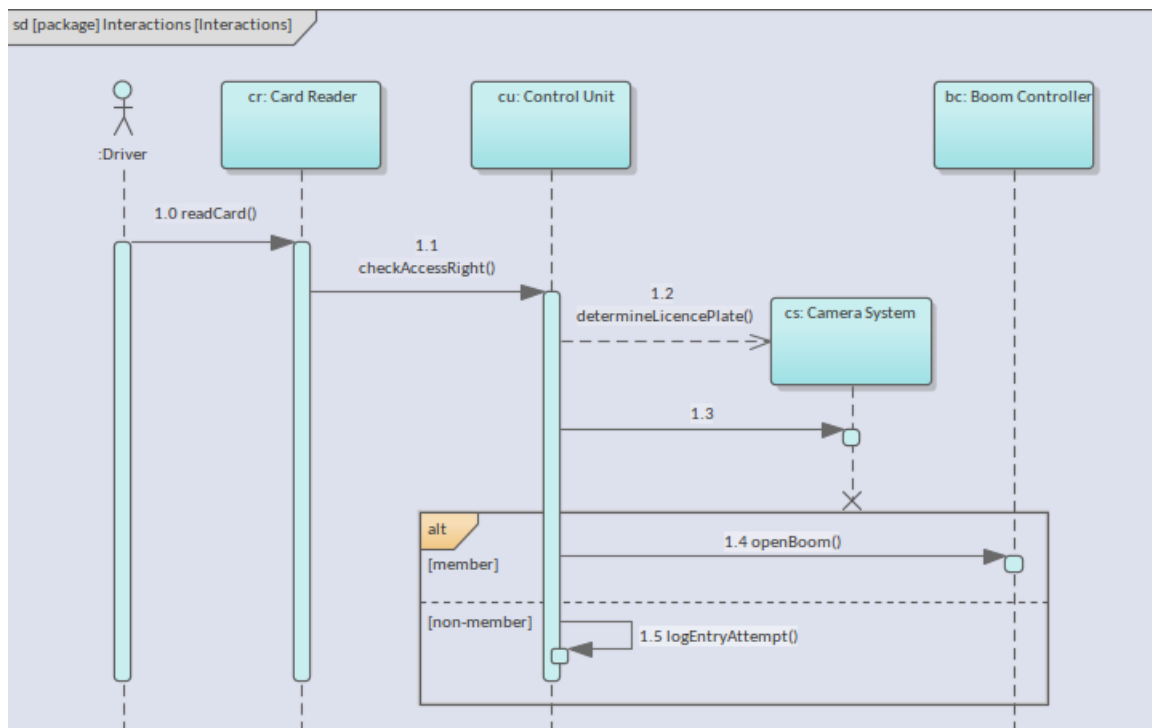 sd [package] Interactions [Interactions]
cr: Card Reader
cu: Control Unit
bc: Boom Controller
:Driver
1.0 readCard()
1.1
checkAccessRight()
1.2
determineLicencePlate()
cs: Camera System
1.3
alt
1.4 openBoom()
[member]
[non-member]
1.5 logEntryAttempt()